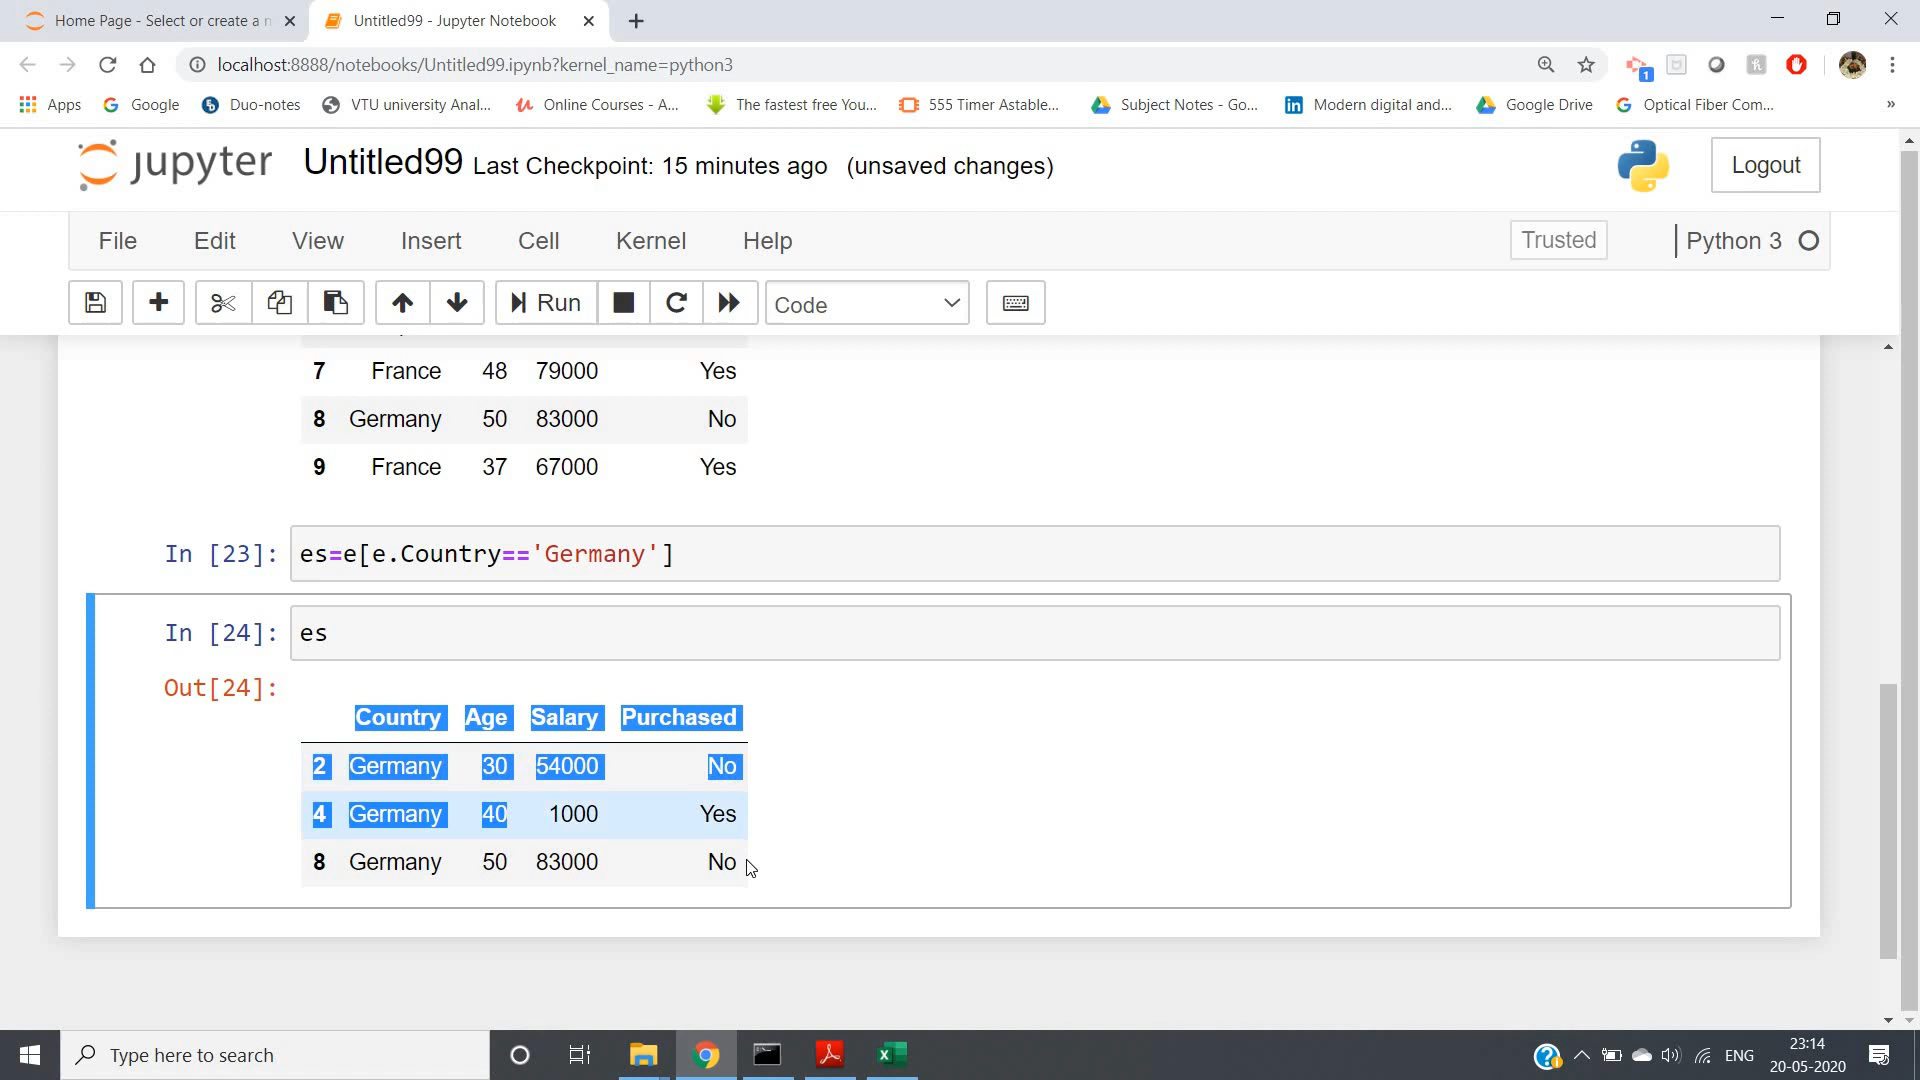 Home Page - Select or create a n
Untitled99 - Jupyter Notebook
localhost:8888/notebooks/Untitled99.ipynb?kernel_name=python3
1
Apps Google Duo-notes VTU university Anal... Online Courses - A... The fastest free You... 555 Timer Astable... Subject Notes - Go... Modern digital and... Google Drive Optical Fiber Com... »
jupyter Untitled99 Last Checkpoint: 15 minutes ago (unsaved changes) Logout
File Edit View Insert Cell Kernel Help Trusted Python 3
Run Code
7 France 48 79000 Yes
8 Germany 50 83000 No
9 France 37 67000 Yes
In [23]: es=e[e.Country=='Germany']
In [24]: es
Out[24]:
Country Age Salary Purchased
2 Germany 30 54000 No
4 Germany 40 1000 Yes
8 Germany 50 83000 No
Type here to search
ENG
23:14
20-05-2020